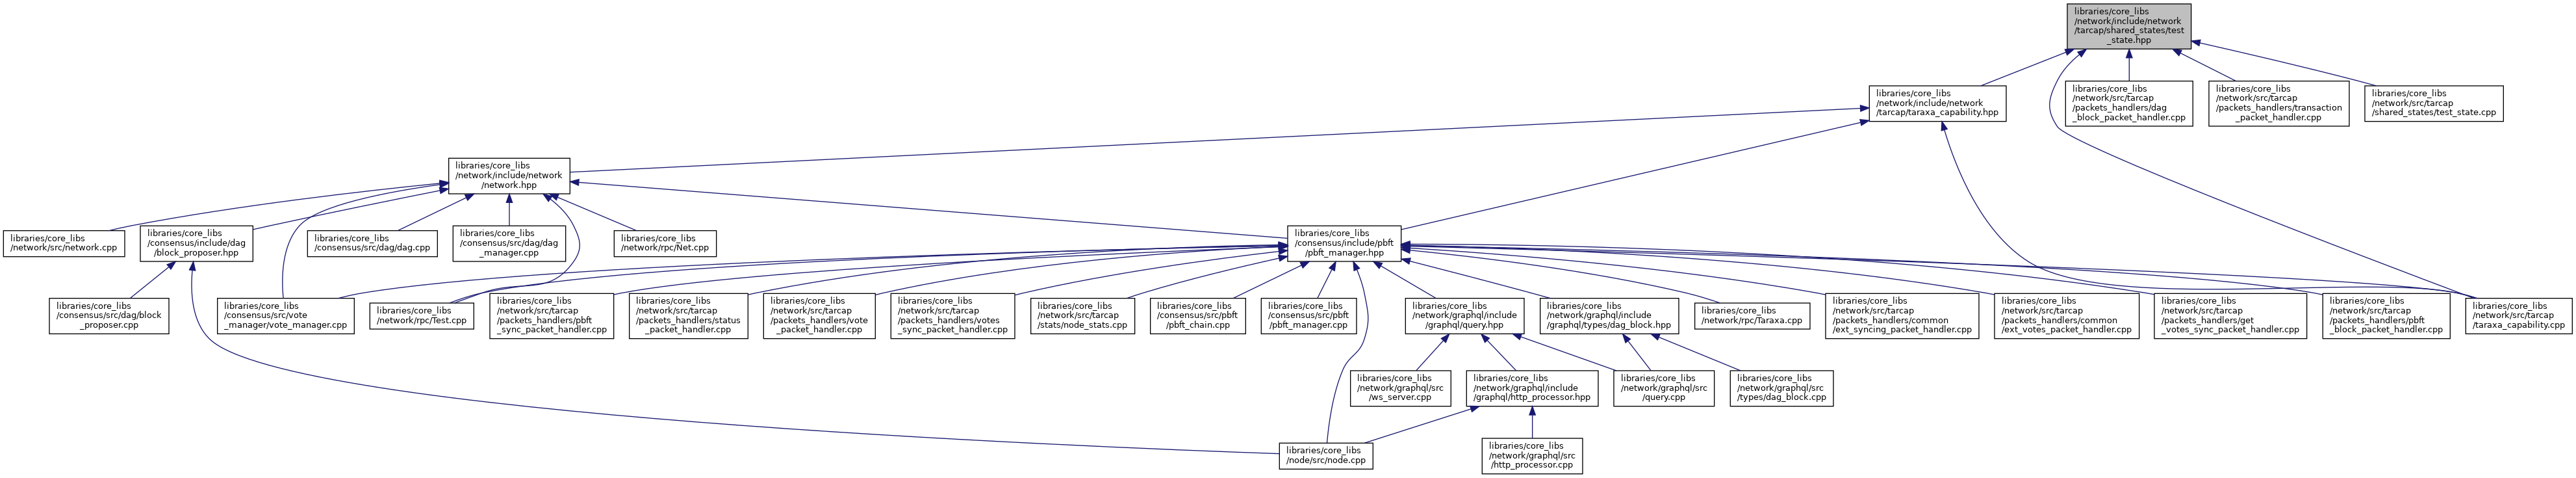 libraries/core_libs
/network/include/network
/tarcap/shared_states/test
_state.hpp
libraries/core_libs
/network/include/network
/tarcap/taraxa_capability.hpp
libraries/core_libs
/network/src/tarcap
/packets_handlers/dag
_block_packet_handler.cpp
libraries/core_libs
/network/src/tarcap
/packets_handlers/transaction
_packet_handler.cpp
libraries/core_libs
/network/src/tarcap
/shared_states/test_state.cpp
libraries/core_libs
/network/include/network
/network.hpp
libraries/core_libs
/network/src/network.cpp
libraries/core_libs
/consensus/include/dag
/block_proposer.hpp
libraries/core_libs
/consensus/src/dag/dag.cpp
libraries/core_libs
/consensus/src/dag/dag
_manager.cpp
libraries/core_libs
/network/rpc/Net.cpp
libraries/core_libs
/consensus/include/pbft
/pbft_manager.hpp
libraries/core_libs
/consensus/src/dag/block
_proposer.cpp
libraries/core_libs
/consensus/src/vote
_manager/vote_manager.cpp
libraries/core_libs
/network/rpc/Test.cpp
libraries/core_libs
/network/src/tarcap
/packets_handlers/pbft
_sync_packet_handler.cpp
libraries/core_libs
/network/src/tarcap
/packets_handlers/status
_packet_handler.cpp
libraries/core_libs
/network/src/tarcap
/packets_handlers/vote
_packet_handler.cpp
libraries/core_libs
/network/src/tarcap
/packets_handlers/votes
_sync_packet_handler.cpp
libraries/core_libs
/network/src/tarcap
/stats/node_stats.cpp
libraries/core_libs
/consensus/src/pbft
/pbft_chain.cpp
libraries/core_libs
/consensus/src/pbft
/pbft_manager.cpp
libraries/core_libs
/network/graphql/include
/graphql/query.hpp
libraries/core_libs
/network/graphql/include
/graphql/types/dag_block.hpp
libraries/core_libs
/network/rpc/Taraxa.cpp
libraries/core_libs
/network/src/tarcap
/packets_handlers/common
/ext_syncing_packet_handler.cpp
libraries/core_libs
/network/src/tarcap
/packets_handlers/common
/ext_votes_packet_handler.cpp
libraries/core_libs
/network/src/tarcap
/packets_handlers/get
_votes_sync_packet_handler.cpp
libraries/core_libs
/network/src/tarcap
/packets_handlers/pbft
_block_packet_handler.cpp
libraries/core_libs
/network/src/tarcap
/taraxa_capability.cpp
libraries/core_libs
/network/graphql/src
/ws_server.cpp
libraries/core_libs
/network/graphql/include
/graphql/http_processor.hpp
libraries/core_libs
/network/graphql/src
/query.cpp
libraries/core_libs
/network/graphql/src
/types/dag_block.cpp
libraries/core_libs
/node/src/node.cpp
libraries/core_libs
/network/graphql/src
/http_processor.cpp